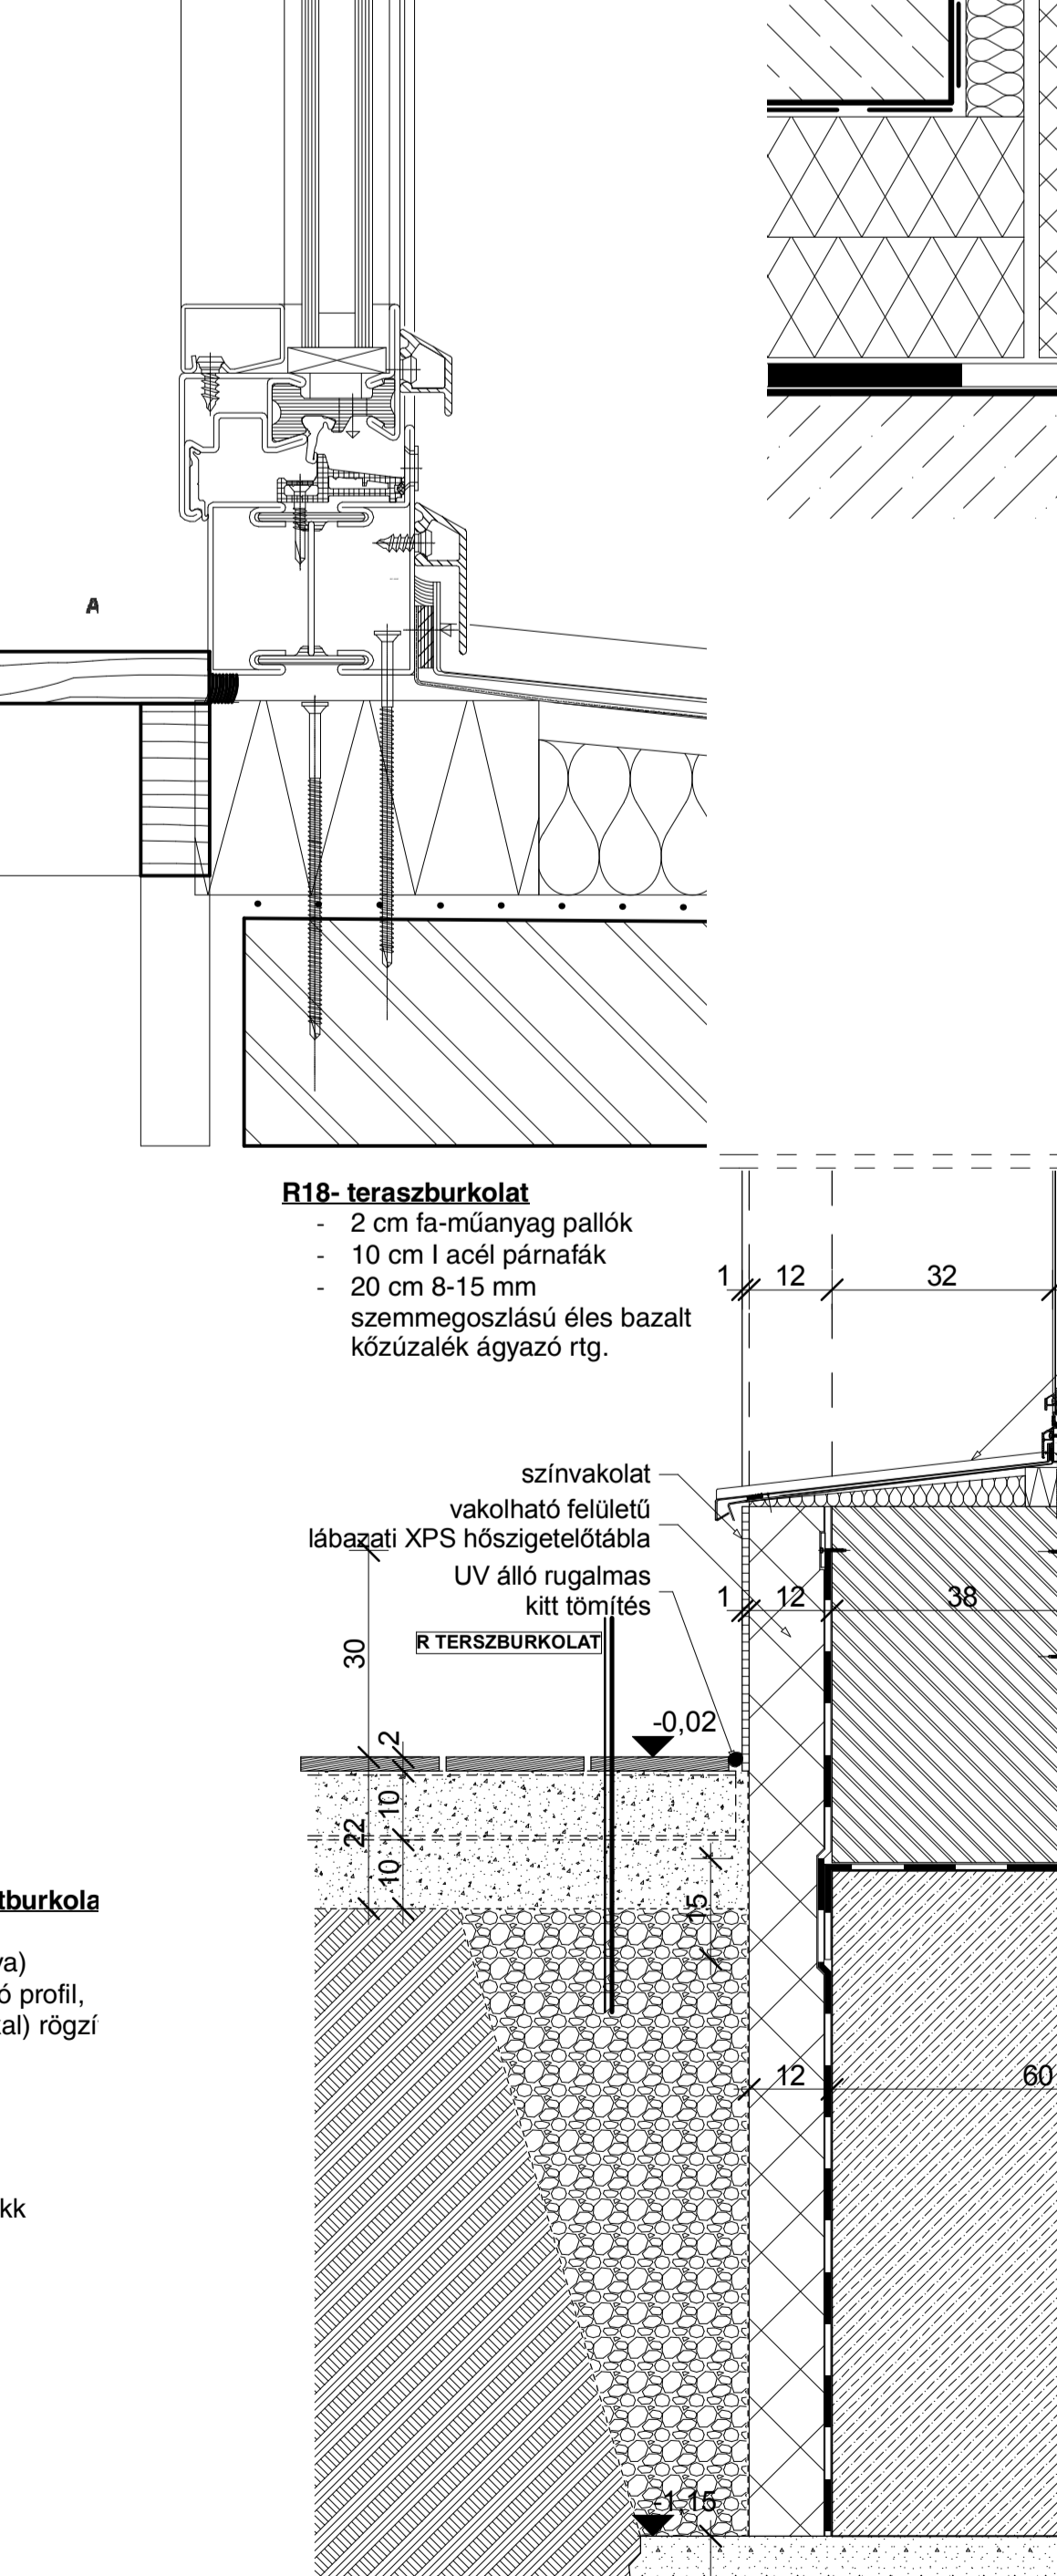 A
R18- teraszburkolat
- 2 cm fa-műanyag pallók
- 10 cm I acél párnafák
- 20 cm 8-15 mm
szemmegoszlású éles bazalt
kőzúzalék ágyazó rtg.
1 12 32
színvakolat
vakolható felületű
lábazati XPS hőszigetelőtábla
UV álló rugalmas
kitt tömítés
1 12 38
R TERSZBURKOLAT
30
-0,02
2
10
22
10
15
tburkola
va)
ó profil,
kal) rögzí
12 60
kk
-1,15